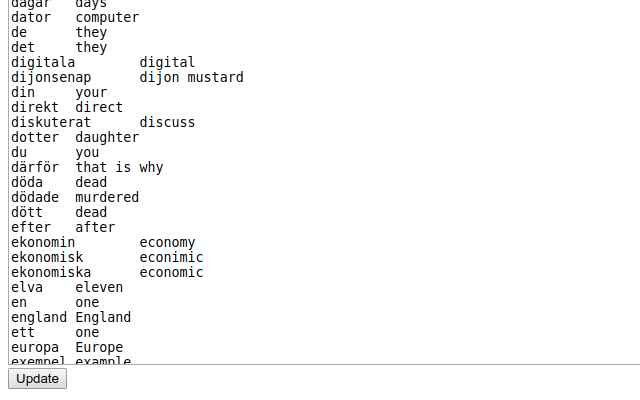 dagar days
dator computer
de they
det they
digitala digital
dijonsenap dijon mustard
din your
direkt direct
diskuterat discuss
dotter daughter
du you
därför that is why
döda dead
dödade murdered
dött dead
efter after
ekonomin economy
ekonomisk econimic
ekonomiska economic
elva eleven
en one
england England
ett one
europa Europe
exempel example
Update